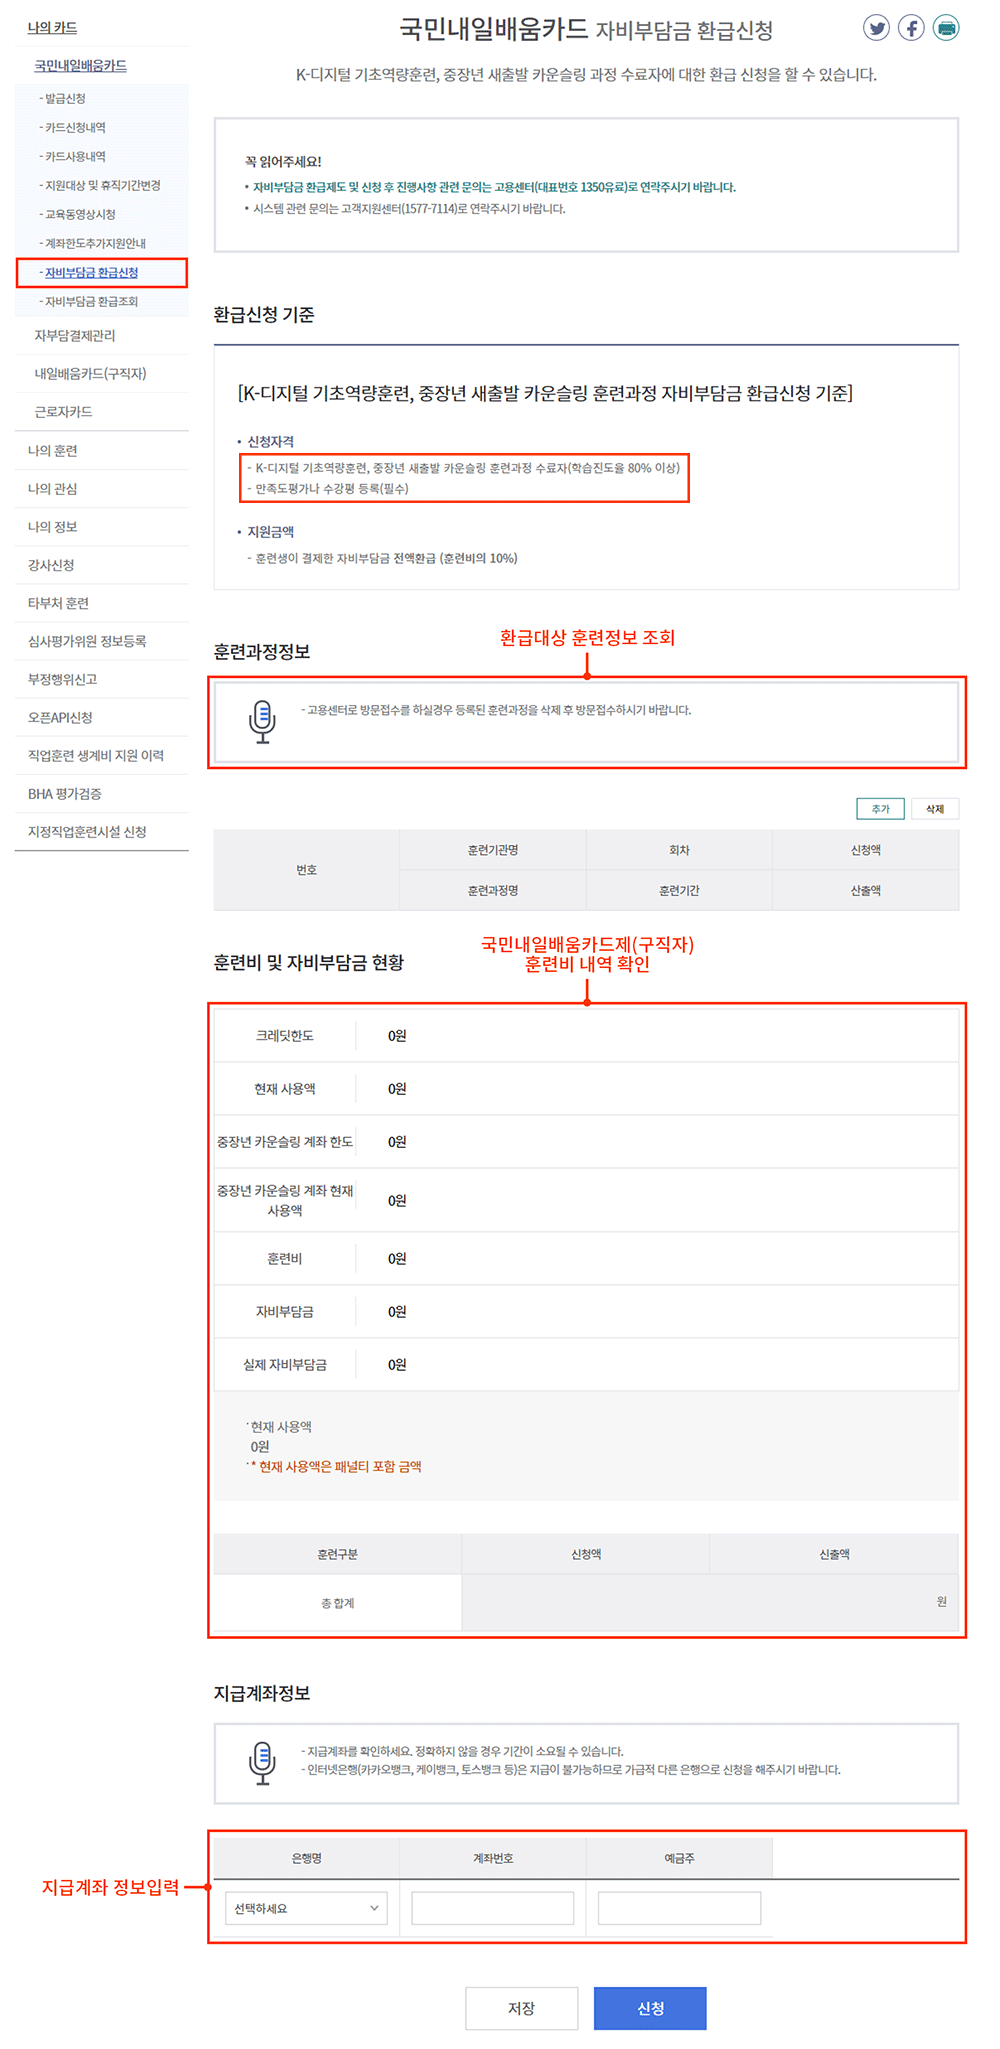 나의 카드
국민내일배움카드
- 발급신청
- 카드신청내역
- 카드사용내역
- 지원대상 및 휴직기간변경
- 교육동영상시청
- 계좌한도추가지원안내
- 자비부담금 환급신청
- 자비부담금 환급조회
자부담결제관리
내일배움카드(구직자)
근로자카드
나의 훈련
나의 관심
나의 정보
강사신청
타부처 훈련
심사평가위원 정보등록
부정행위신고
오픈API신청
직업훈련 생계비 지원 이력
BHA 평가검증
지정직업훈련시설 신청
국민내일배움카드 자비부담금 환급신청
K-디지털 기초역량훈련, 중장년 새출발 카운슬링 과정 수료자에 대한 환급 신청을 할 수 있습니다.
꼭 읽어주세요!
• 자비부담금 환급제도 및 신청 후 진행사항 관련 문의는 고용센터(대표번호 1350유료)로 연락주시기 바랍니다.
• 시스템 관련 문의는 고객지원센터(1577-7114)로 연락주시기 바랍니다.
환급신청 기준
[K-디지털 기초역량훈련, 중장년 새출발 카운슬링 훈련과정 자비부담금 환급신청 기준]
• 신청자격
- K-디지털 기초역량훈련, 중장년 새출발 카운슬링 훈련과정 수료자(학습진도율 80% 이상)
- 만족도평가나 수강평 등록(필수)
• 지원금액
- 훈련생이 결제한 자비부담금 전액환급 (훈련비의 10%)
훈련과정정보
환급대상 훈련정보 조회
- 고용센터로 방문접수를 하실경우 등록된 훈련과정을 삭제 후 방문접수하시기 바랍니다.
추가 삭제
번호 훈련기관명 회차 신청액
훈련과정명 훈련기간 산출액
훈련비 및 자비부담금 현황
국민내일배움카드제(구직자)
훈련비 내역 확인
크레딧한도 0원
현재 사용액 0원
중장년 카운슬링 계좌 한도 0원
중장년 카운슬링 계좌 현재
사용액 0원
훈련비 0원
자비부담금 0원
실제 자비부담금 0원
· 현재 사용액
0원
· * 현재 사용액은 패널티 포함 금액
훈련구분 신청액 신출액
총 합계 원
지급계좌정보
- 지급계좌를 확인하세요. 정확하지 않을 경우 기간이 소요될 수 있습니다.
- 인터넷은행(카카오뱅크, 케이뱅크, 토스뱅크 등)은 지급이 불가능하므로 가급적 다른 은행으로 신청을 해주시기 바랍니다.
지급계좌 정보입력
은행명 계좌번호 예금주
선택하세요
저장 신청